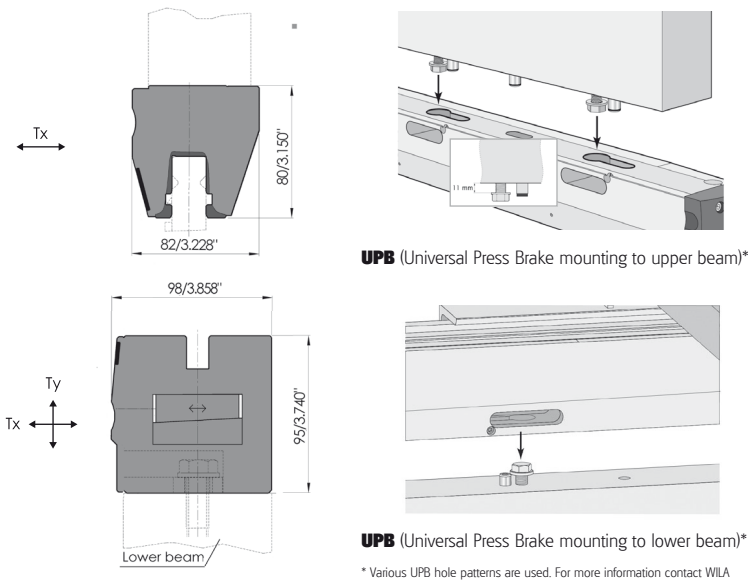 Tx
80/3.150"
82/3.228"
11 mm
UPB (Universal Press Brake mounting to upper beam)*
98/3.858"
Ty
Tx
95/3.740"
Lower beam
UPB (Universal Press Brake mounting to lower beam)*
* Various UPB hole patterns are used. For more information contact WILA